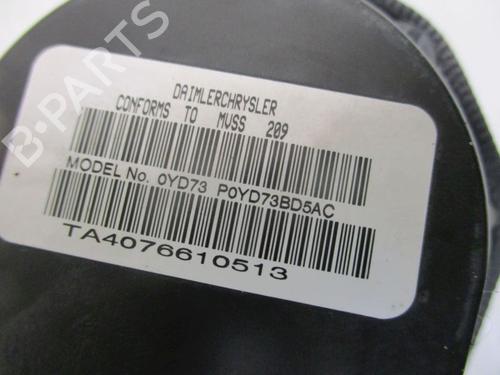 B-PARTS
DAIMLERCHRYSLER
CONFORMS TO MVSS 209
MODEL No. 0YD73 P0YD73BD5AC
TA4076610513